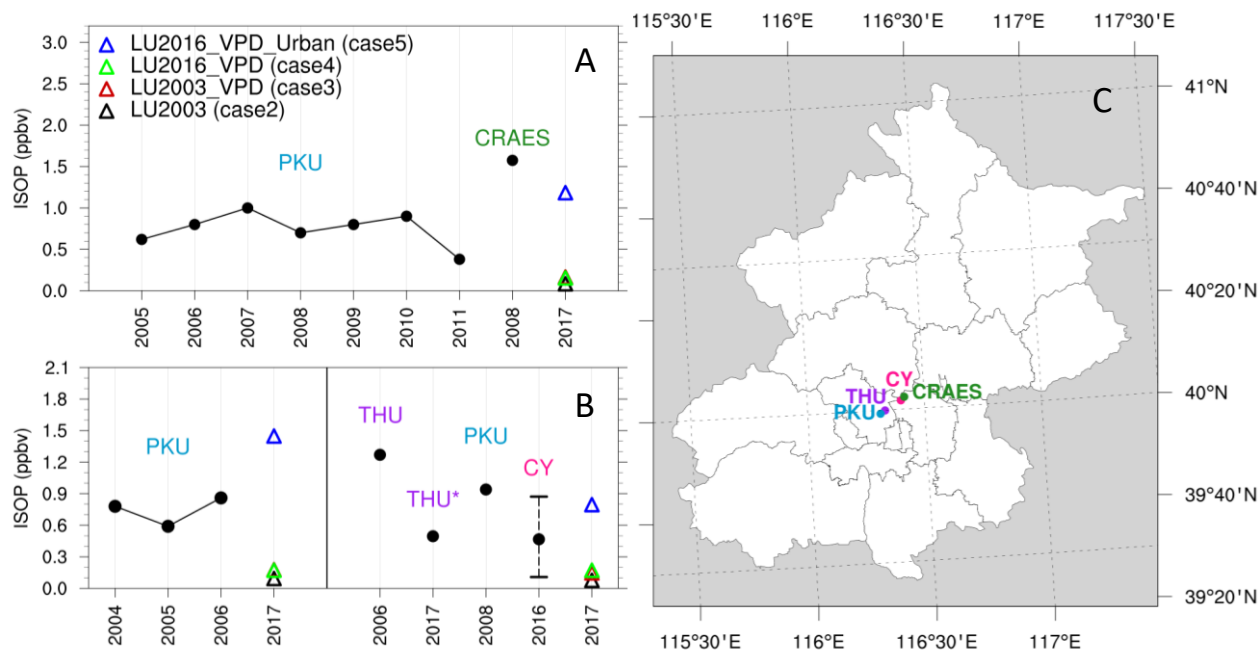 A
3.2
2.8
2.4
2.0
1.5
1.0
0.5
0.0
ISOP (ppbv)
LU2016_VPD_Urban (case5)
LU2016_VPD (case4)
LU2003_VPD (case3)
LU2003 (case2)
PKU
CRAES
2005
2006
2007
2008
2009
2010
2011
2008
2017
B
2.1
1.8
1.5
1.2
0.9
0.6
0.3
0.0
ISOP (ppbv)
PKU
THU
THU*
PKU
CY
2004
2005
2006
2017
2006
2017
2008
2016
2017
115°30'E 116°E 116°30'E 117°E 117°30'E
C
41°N
40°40'N
40°20'N
40°N
39°40'N
39°20'N
CY
CRAES
THU
PKU
115°30'E 116°E 116°30'E 117°E